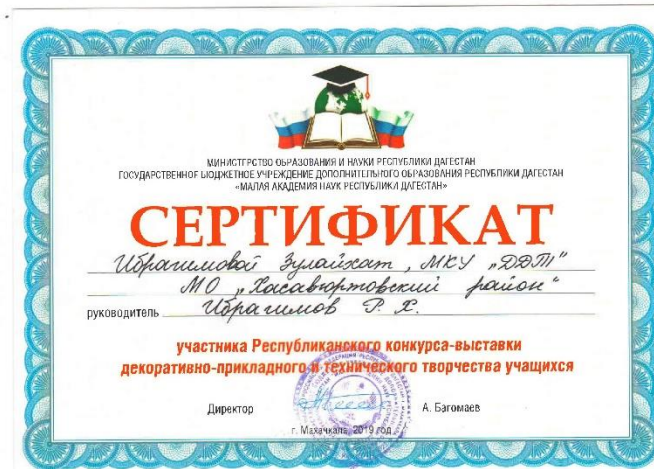 МИНИСТЕРСТВО ОБРАЗОВАНИЯ И НАУКИ РЕСПУБЛИКИ ДАГЕСТАН
ГОСУДАРСТВЕННОЕ БЮДЖЕТНОЕ УЧРЕЖДЕНИЕ ДОПОЛНИТЕЛЬНОГО ОБРАЗОВАНИЯ РЕСПУБЛИКИ ДАГЕСТАН
«МАЛАЯ АКАДЕМИЯ НАУК РЕСПУБЛИКИ ДАГЕСТАН»
СЕРТИФИКАТ
Ибрагимовой Зулайхат, МКУ „ДДТ"
МО „Хасавюртовский район"
руководитель Ибрагимов Р. Х.
участника Республиканского конкурса-выставки
декоративно-прикладного и технического творчества учащихся
Директор А. Багомаев
г. Махачкала, 2019 год